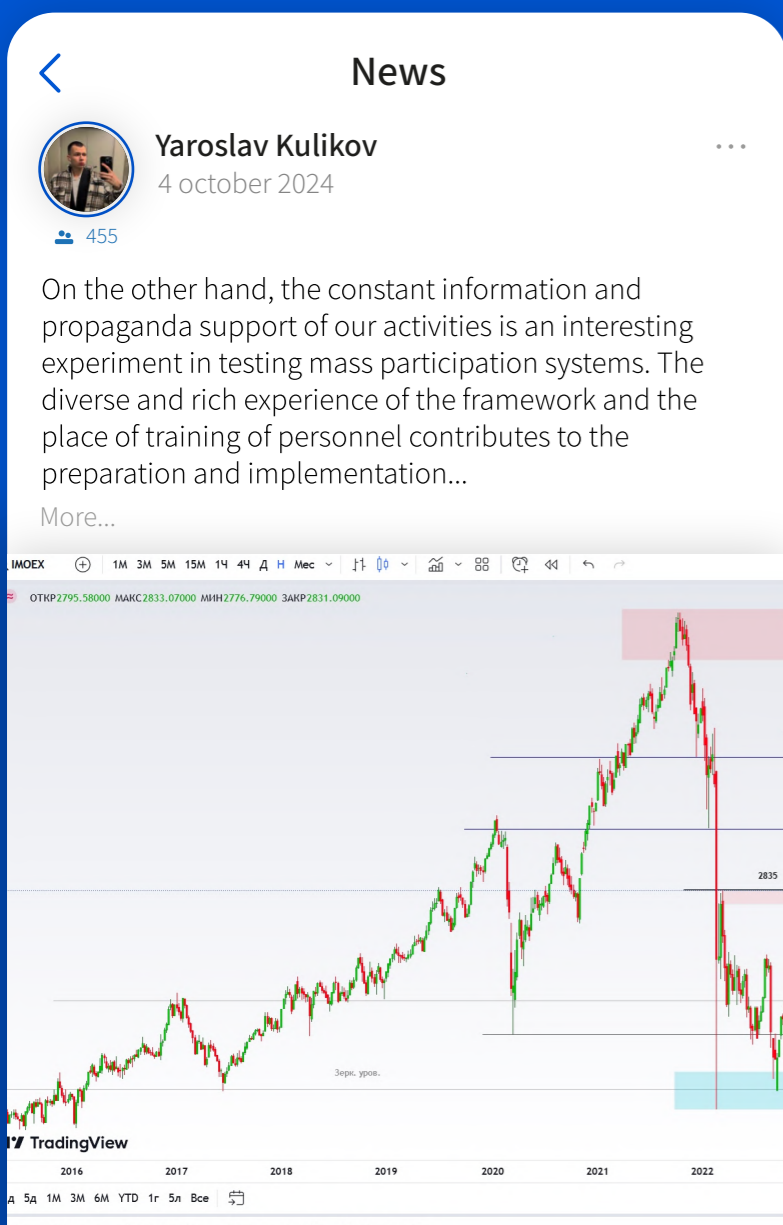 News
Yaroslav Kulikov
4 october 2024
455
On the other hand, the constant information and
propaganda support of our activities is an interesting
experiment in testing mass participation systems. The
diverse and rich experience of the framework and the
place of training of personnel contributes to the
preparation and implementation...
More...
IMOEX 1М 3М 5М 15М 1Ч 4Ч Д Н Мес
ОТКР2795.58000 МАКС2833.07000 МИН2776.79000 ЗАКР2831.09000
2835
Зерк. уров.
TradingView
2016 2017 2018 2019 2020 2021 2022
д 5д 1М 3М 6М YTD 1г 5л Все